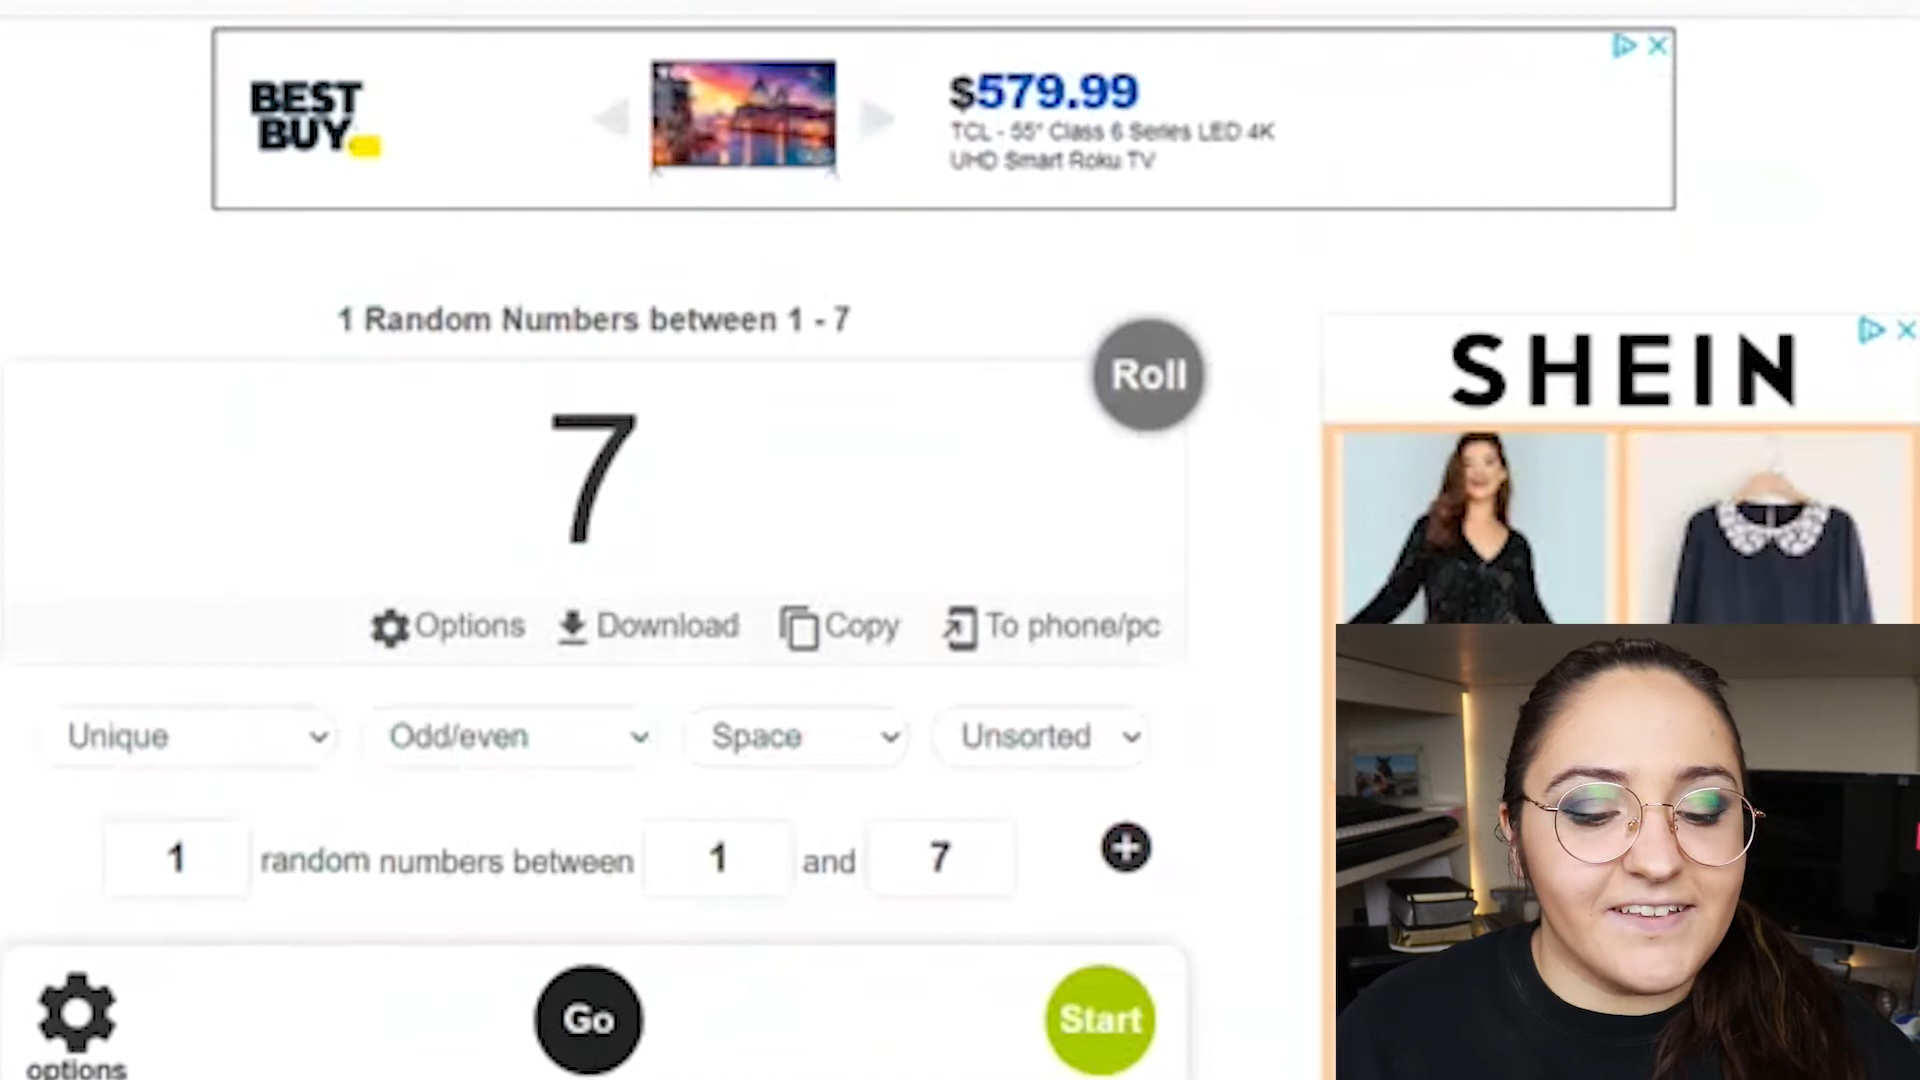 BEST
BUY
$579.99
TCL - 55" Class 6 Series LED 4K
UHD Smart Roku TV
1 Random Numbers between 1 - 7
Roll
7
Options
Download
Copy
To phone/pc
Unique
Odd/even
Space
Unsorted
1 random numbers between 1 and 7
options
Go
Start
SHEIN